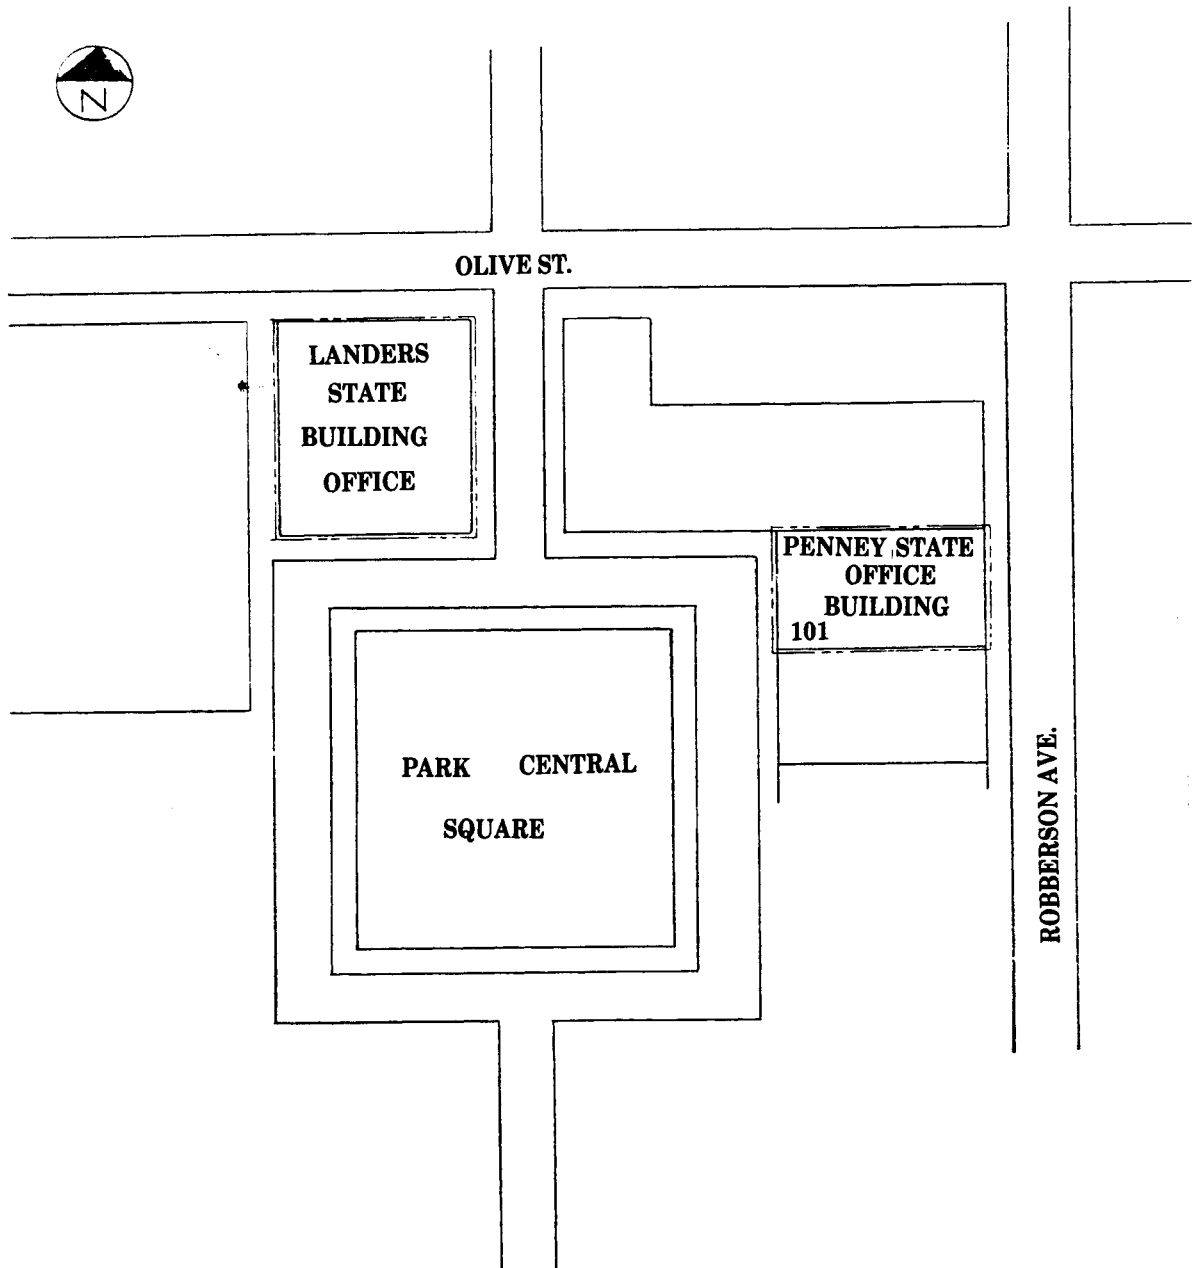 N
OLIVE ST.
LANDERS
STATE
BUILDING
OFFICE
PENNEY STATE
OFFICE
BUILDING
101
PARK CENTRAL
SQUARE
ROBBERSON AVE.